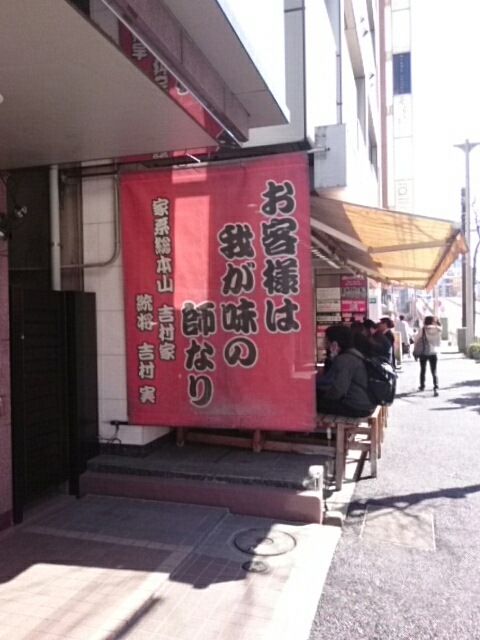 お客様は
我が味の
師なり
家系総本山 吉村家
統将 吉村 実